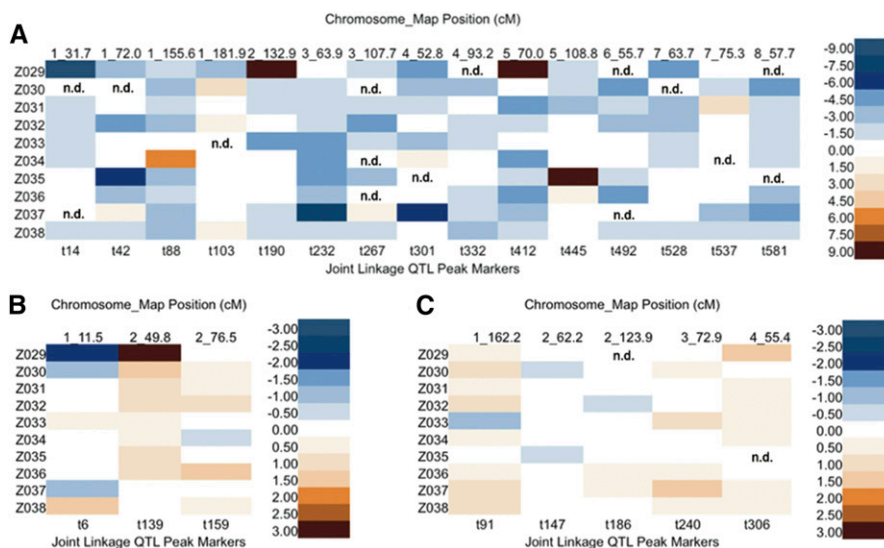 Chromosome_Map Position (cM)
A
1_31.7 1_72.0 1_155.6 1_181.9 2_132.9 3_63.9 3_107.7 4_52.8 4_93.2 5_70.0 5_108.8 6_55.7 7_63.7 7_75.3 8_57.7
Z029 n.d. n.d. n.d.
Z030 n.d. n.d. n.d. n.d.
Z031
Z032
Z033 n.d.
Z034 n.d. n.d.
Z035 n.d. n.d.
Z036 n.d.
Z037 n.d. n.d.
Z038
t14 t42 t88 t103 t190 t232 t267 t301 t332 t412 t445 t492 t528 t537 t581
Joint Linkage QTL Peak Markers
-9.00
-7.50
-6.00
-4.50
-3.00
-1.50
0.00
1.50
3.00
4.50
6.00
7.50
9.00
B
Chromosome_Map Position (cM)
1_11.5 2_49.8 2_76.5
Z029
Z030
Z031
Z032
Z033
Z034
Z035
Z036
Z037
Z038
t6 t139 t159
Joint Linkage QTL Peak Markers
-3.00
-2.50
-2.00
-1.50
-1.00
-0.50
0.00
0.50
1.00
1.50
2.00
2.50
3.00
C
Chromosome_Map Position (cM)
1_162.2 2_62.2 2_123.9 3_72.9 4_55.4
Z029 n.d.
Z030
Z031
Z032
Z033
Z034
Z035 n.d.
Z036
Z037
Z038
t91 t147 t186 t240 t306
Joint Linkage QTL Peak Markers
-3.00
-2.50
-2.00
-1.50
-1.00
-0.50
0.00
0.50
1.00
1.50
2.00
2.50
3.00